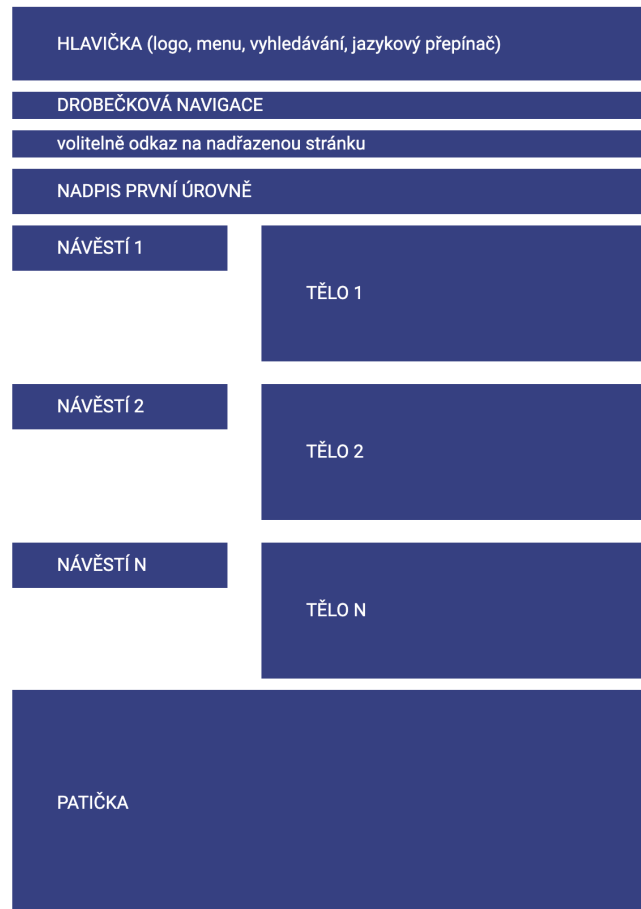 HLAVIČKA (logo, menu, vyhledávání, jazykový přepínač)
DROBEČKOVÁ NAVIGACE
volitelně odkaz na nadřazenou stránku
NADPIS PRVNÍ ÚROVNĚ
NÁVĚSTÍ 1
TĚLO 1
NÁVĚSTÍ 2
TĚLO 2
NÁVĚSTÍ N
TĚLO N
PATIČKA